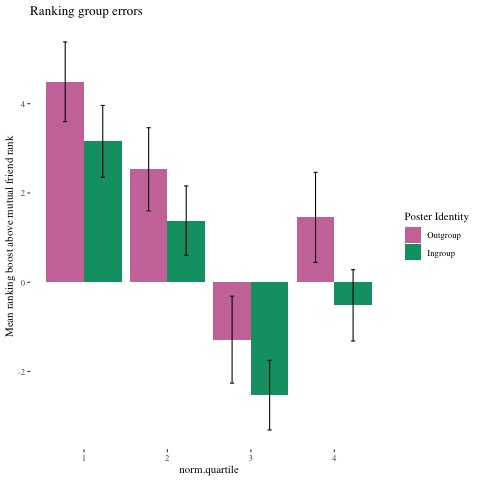 Ranking group errors
Mean ranking boost above mutual friend rank
4
2
0
-2
1
2
3
4
norm.quartile
Poster Identity
Outgroup
Ingroup